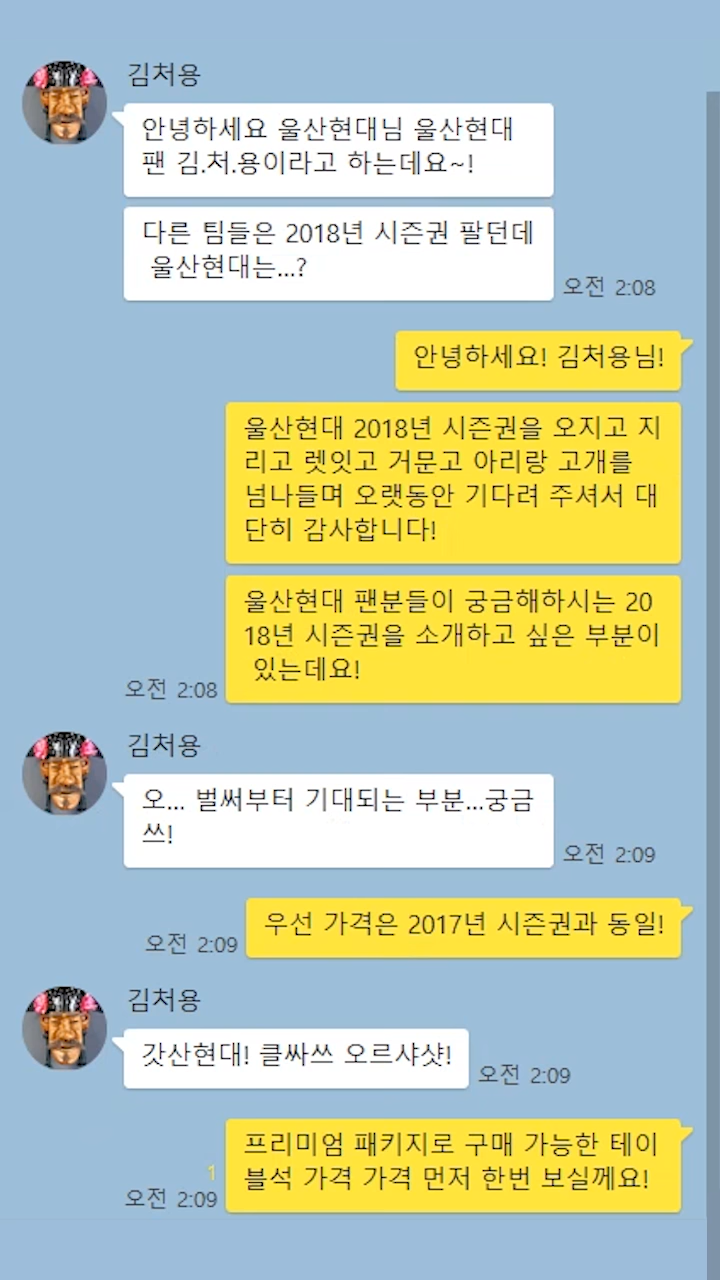 김처용
안녕하세요 울산현대님 울산현대
팬 김.처.용이라고 하는데요~!
다른 팀들은 2018년 시즌권 팔던데
울산현대는...?
오전 2:08
안녕하세요! 김처용님!
울산현대 2018년 시즌권을 오지고 지
리고 렛잇고 거문고 아리랑 고개를
넘나들며 오랫동안 기다려 주셔서 대
단히 감사합니다!
울산현대 팬분들이 궁금해하시는 20
18년 시즌권을 소개하고 싶은 부분이
있는데요!
오전 2:08
김처용
오... 벌써부터 기대되는 부분...궁금
쓰!
오전 2:09
우선 가격은 2017년 시즌권과 동일!
오전 2:09
김처용
갓산현대! 클싸쓰 오르샤샷!
오전 2:09
프리미엄 패키지로 구매 가능한 테이
블석 가격 가격 먼저 한번 보실께요!
1
오전 2:09